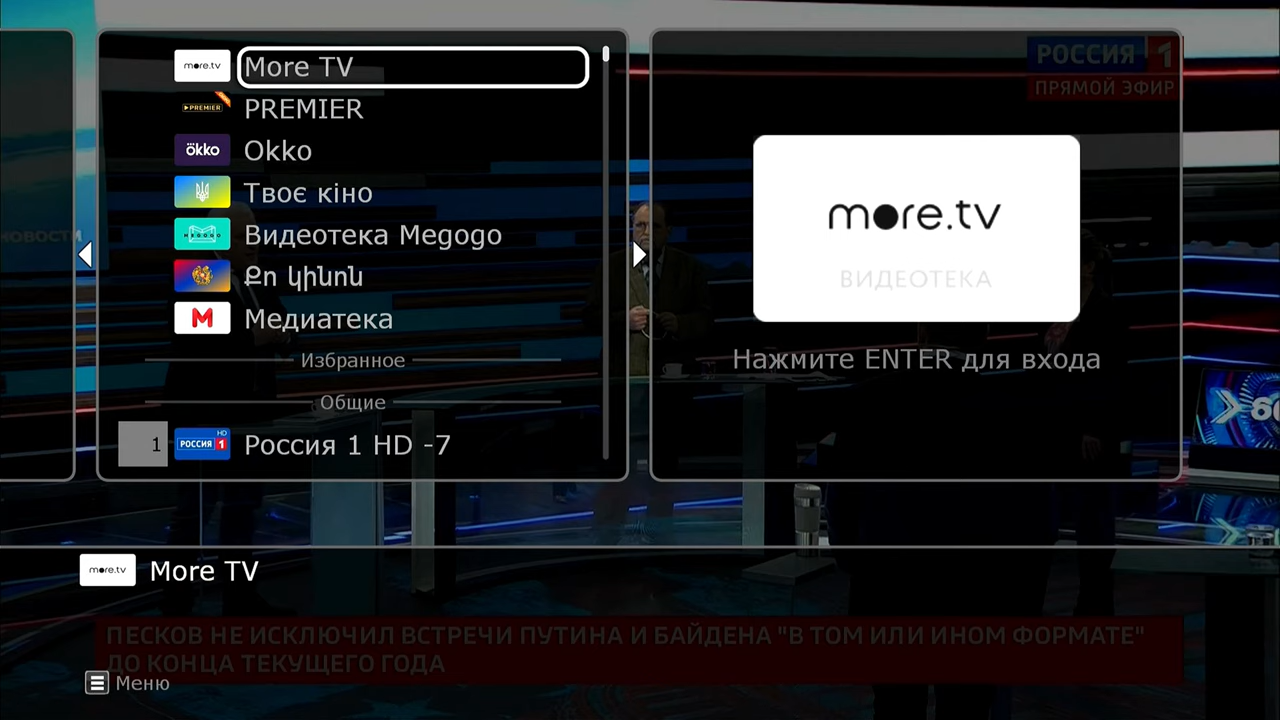 more.tv More TV
PREMIER PREMIER
ökko Okko
Твоє кіно
MEGOGO Видеотека Megogo
Քո կինոն
M Медиатека
Избранное
Общие
1 РОССИЯ 1 HD Россия 1 HD -7
НОВОСТИ
РОССИЯ 1
ПРЯМОЙ ЭФИР
more.tv
ВИДЕОТЕКА
Нажмите ENTER для входа
more.tv More TV
ПЕСКОВ НЕ ИСКЛЮЧИЛ ВСТРЕЧИ ПУТИНА И БАЙДЕНА "В ТОМ ИЛИ ИНОМ ФОРМАТЕ"
ДО КОНЦА ТЕКУЩЕГО ГОДА
Меню